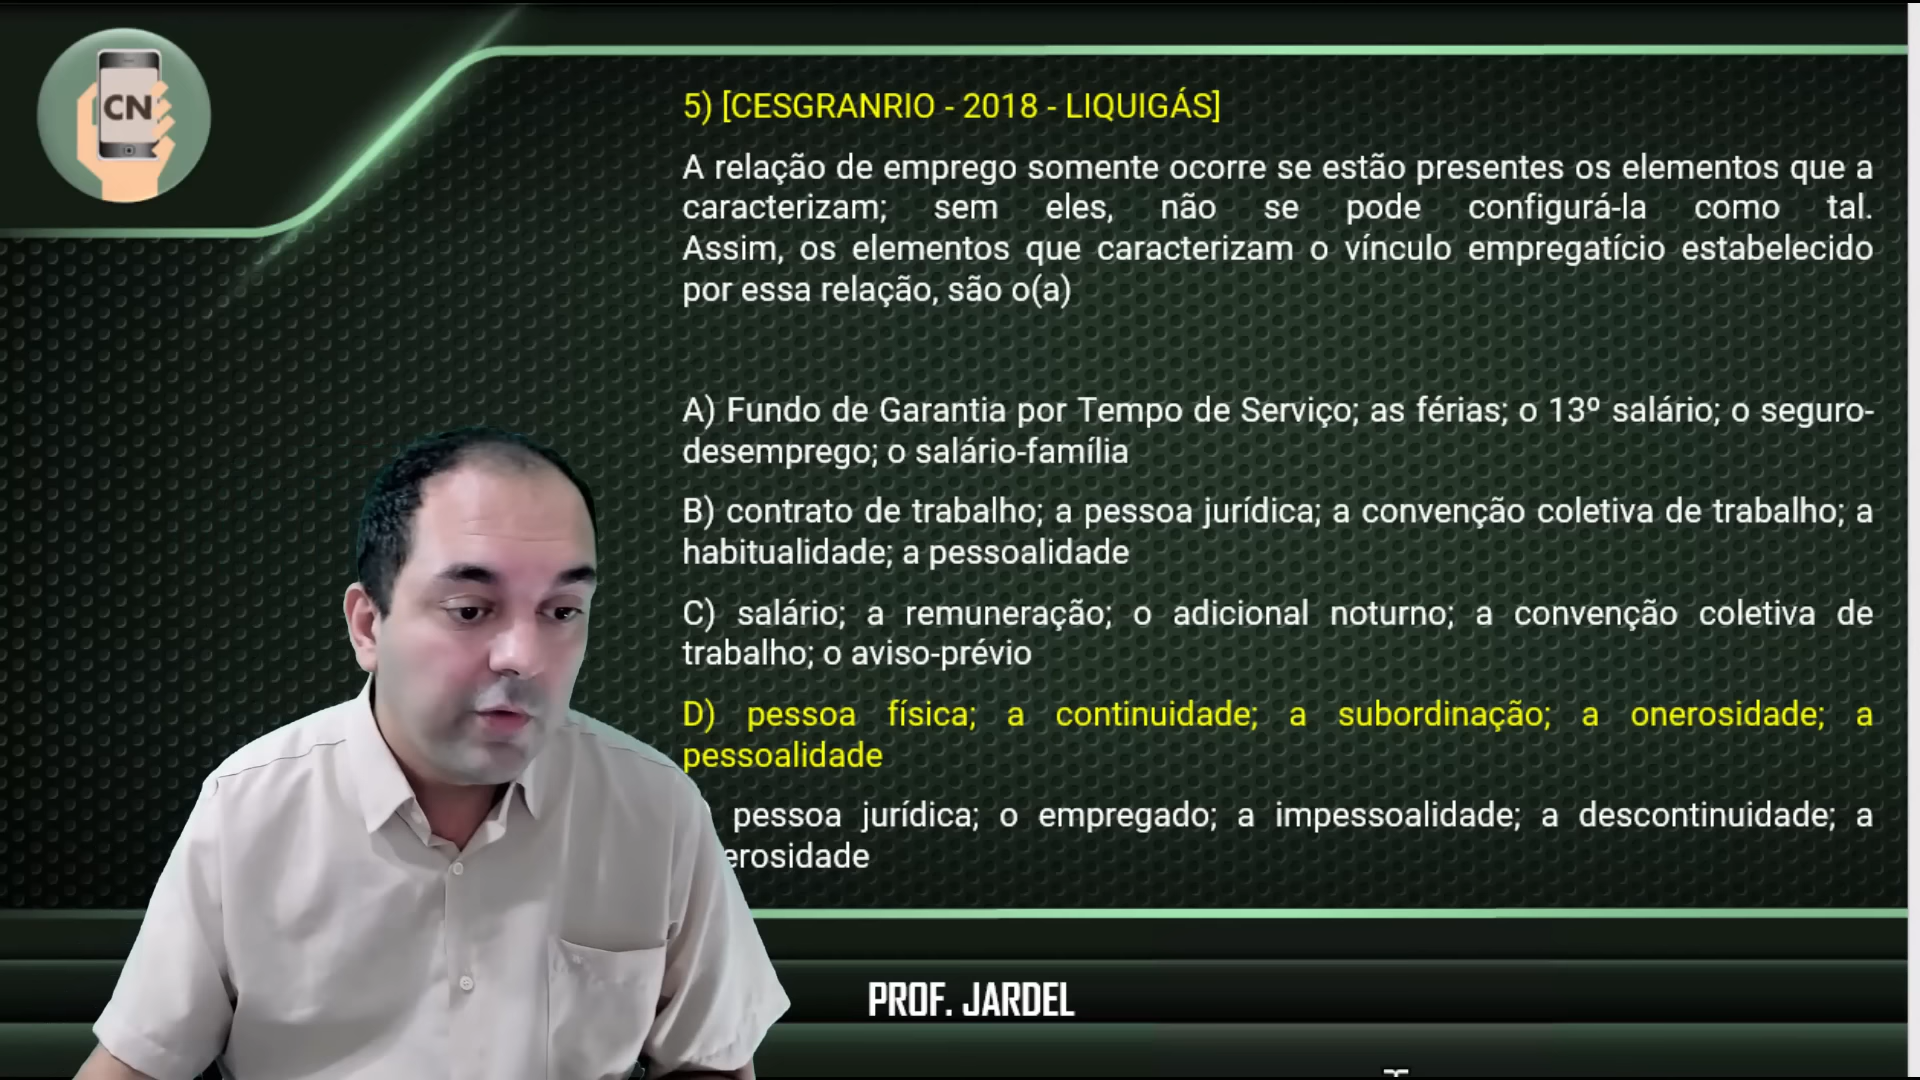 CN
5) [CESGRANRIO - 2018 - LIQUIGÁS]
A relação de emprego somente ocorre se estão presentes os elementos que a
caracterizam; sem eles, não se pode configurá-la como tal.
Assim, os elementos que caracterizam o vínculo empregatício estabelecido
por essa relação, são o(a)
A) Fundo de Garantia por Tempo de Serviço; as férias; o 13º salário; o seguro-
desemprego; o salário-família
B) contrato de trabalho; a pessoa jurídica; a convenção coletiva de trabalho; a
habitualidade; a pessoalidade
C) salário; a remuneração; o adicional noturno; a convenção coletiva de
trabalho; o aviso-prévio
D) pessoa física; a continuidade; a subordinação; a onerosidade; a
pessoalidade
pessoa jurídica; o empregado; a impessoalidade; a descontinuidade; a
erosidade
PROF. JARDEL